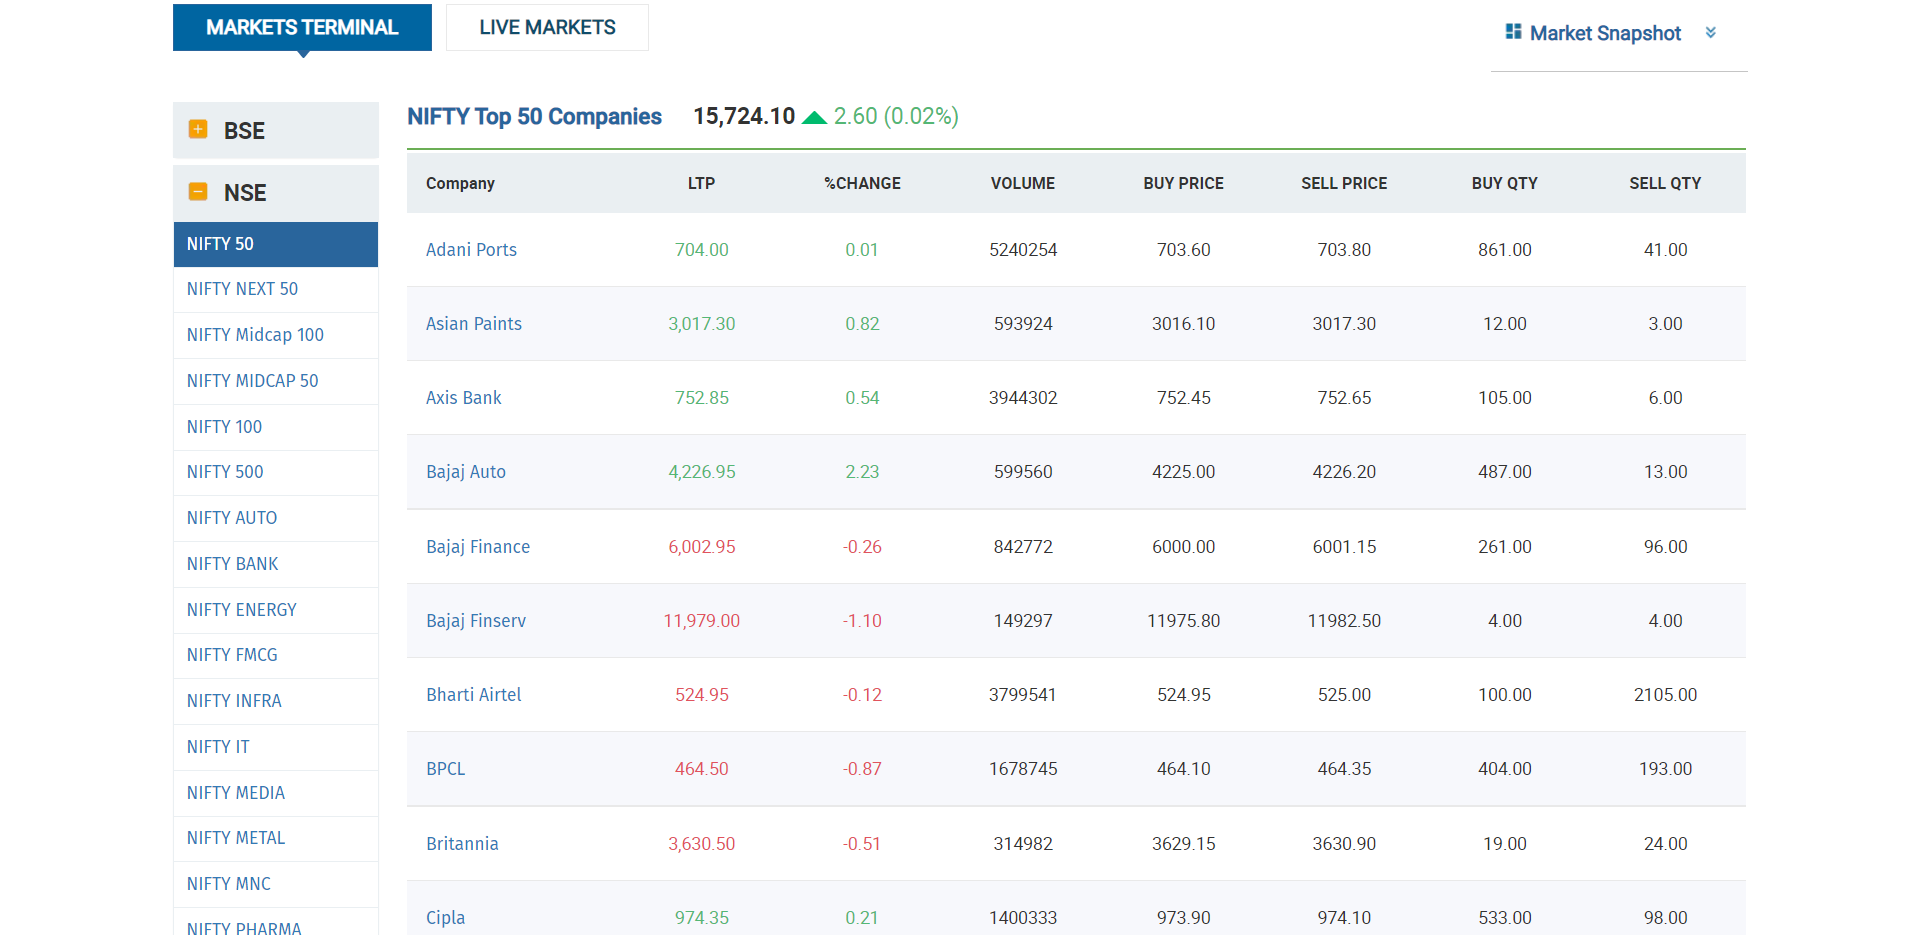 MARKETS TERMINAL LIVE MARKETS Market Snapshot
BSE
NSE
NIFTY 50
NIFTY NEXT 50
NIFTY Midcap 100
NIFTY MIDCAP 50
NIFTY 100
NIFTY 500
NIFTY AUTO
NIFTY BANK
NIFTY ENERGY
NIFTY FMCG
NIFTY INFRA
NIFTY IT
NIFTY MEDIA
NIFTY METAL
NIFTY MNC
NIFTY PHARMA
NIFTY Top 50 Companies 15,724.10 2.60 (0.02%)
Company LTP %CHANGE VOLUME BUY PRICE SELL PRICE BUY QTY SELL QTY
Adani Ports 704.00 0.01 5240254 703.60 703.80 861.00 41.00
Asian Paints 3,017.30 0.82 593924 3016.10 3017.30 12.00 3.00
Axis Bank 752.85 0.54 3944302 752.45 752.65 105.00 6.00
Bajaj Auto 4,226.95 2.23 599560 4225.00 4226.20 487.00 13.00
Bajaj Finance 6,002.95 -0.26 842772 6000.00 6001.15 261.00 96.00
Bajaj Finserv 11,979.00 -1.10 149297 11975.80 11982.50 4.00 4.00
Bharti Airtel 524.95 -0.12 3799541 524.95 525.00 100.00 2105.00
BPCL 464.50 -0.87 1678745 464.10 464.35 404.00 193.00
Britannia 3,630.50 -0.51 314982 3629.15 3630.90 19.00 24.00
Cipla 974.35 0.21 1400333 973.90 974.10 533.00 98.00